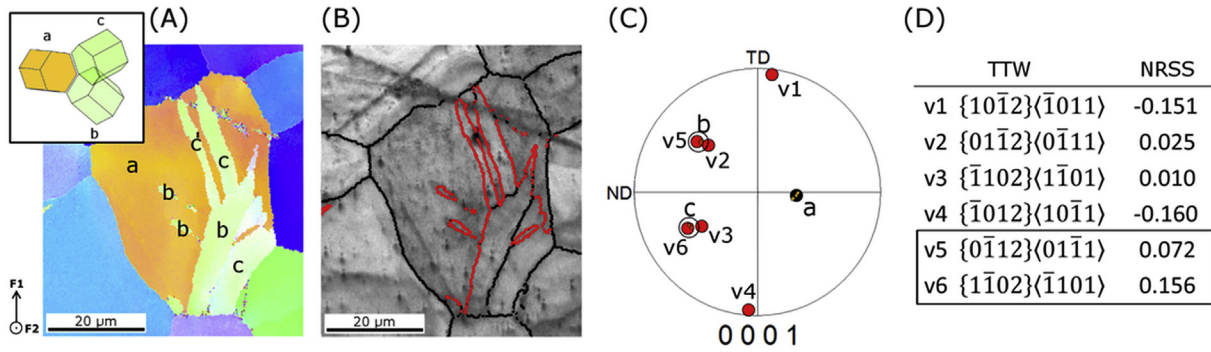 (A)
c
a
b
a
c
c
b
b
b
c
F1
F2
20 µm
(B)
20 µm
(C)
TD
v1
v5
b
v2
ND
a
c
v6
v3
v4
0 0 0 1
(D)
TTW NRSS
v1 {101̅2}⟨1̅011⟩ -0.151
v2 {011̅2}⟨01̅11⟩ 0.025
v3 {1̅102}⟨11̅01⟩ 0.010
v4 {1̅012}⟨101̅1⟩ -0.160
v5 {01̅12}⟨011̅1⟩ 0.072
v6 {11̅02}⟨1̅101⟩ 0.156